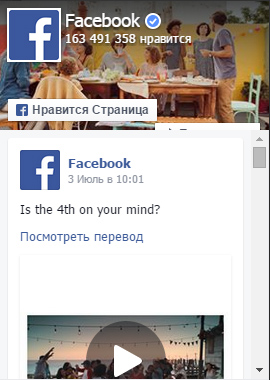 Facebook
163 491 358 нравится
Нравится Страница
Facebook
3 Июль в 10:01
Is the 4th on your mind?
Посмотреть перевод